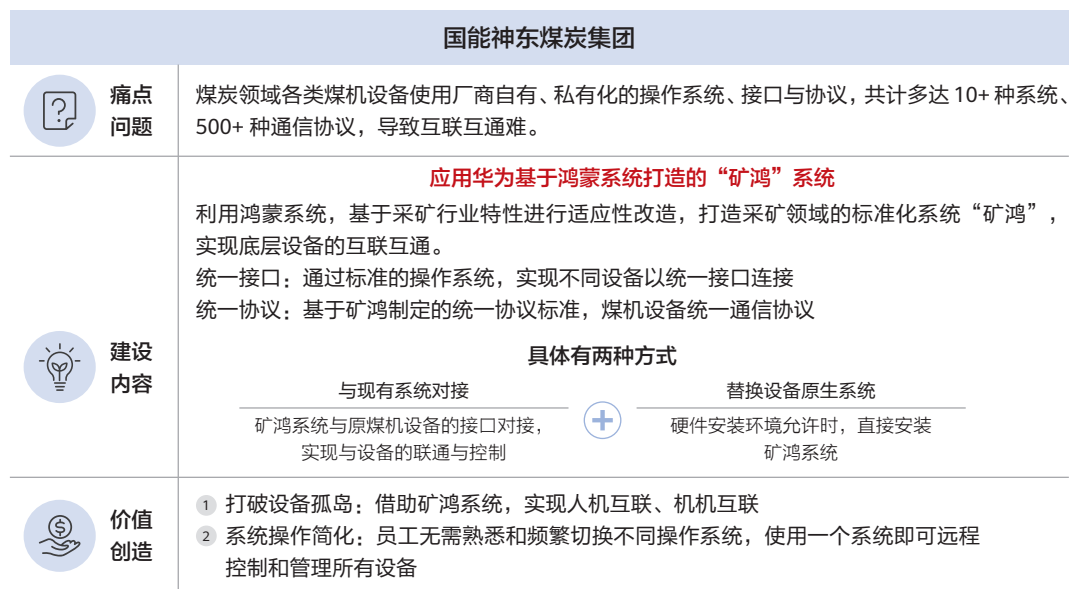 国能神东煤炭集团
痛点
问题
煤炭领域各类煤机设备使用厂商自有、私有化的操作系统、接口与协议，共计多达 10+ 种系统、
500+ 种通信协议，导致互联互通难。
应用华为基于鸿蒙系统打造的“矿鸿”系统
利用鸿蒙系统，基于采矿行业特性进行适应性改造，打造采矿领域的标准化系统“矿鸿”，
实现底层设备的互联互通。
统一接口：通过标准的操作系统，实现不同设备以统一接口连接
统一协议：基于矿鸿制定的统一协议标准，煤机设备统一通信协议
建设
内容
具体有两种方式
与现有系统对接
矿鸿系统与原煤机设备的接口对接，
实现与设备的联通与控制
替换设备原生系统
硬件安装环境允许时，直接安装
矿鸿系统
价值
创造
1 打破设备孤岛：借助矿鸿系统，实现人机互联、机机互联
2 系统操作简化：员工无需熟悉和频繁切换不同操作系统，使用一个系统即可远程
控制和管理所有设备